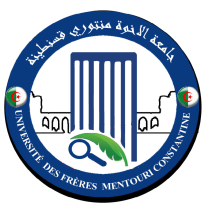 جامعة الاخوة منتوري قسنطينة
UNIVERSITÉ DES FRÈRES MENTOURI CONSTANTINE